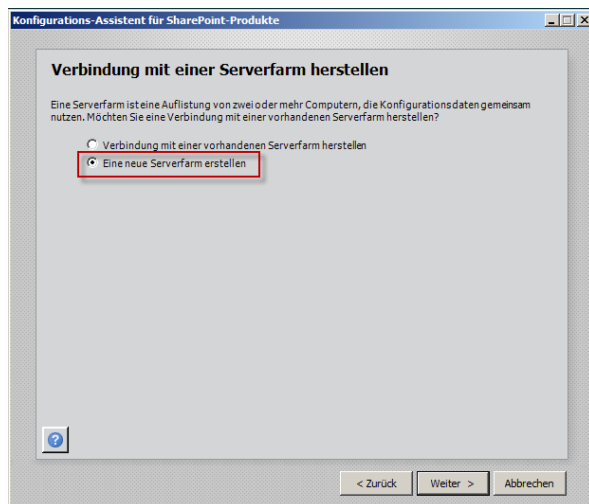 Konfigurations-Assistent für SharePoint-Produkte
Verbindung mit einer Serverfarm herstellen
Eine Serverfarm ist eine Auflistung von zwei oder mehr Computern, die Konfigurationsdaten gemeinsam
nutzen. Möchten Sie eine Verbindung mit einer vorhandenen Serverfarm herstellen?
Verbindung mit einer vorhandenen Serverfarm herstellen
Eine neue Serverfarm erstellen
?
< Zurück Weiter > Abbrechen